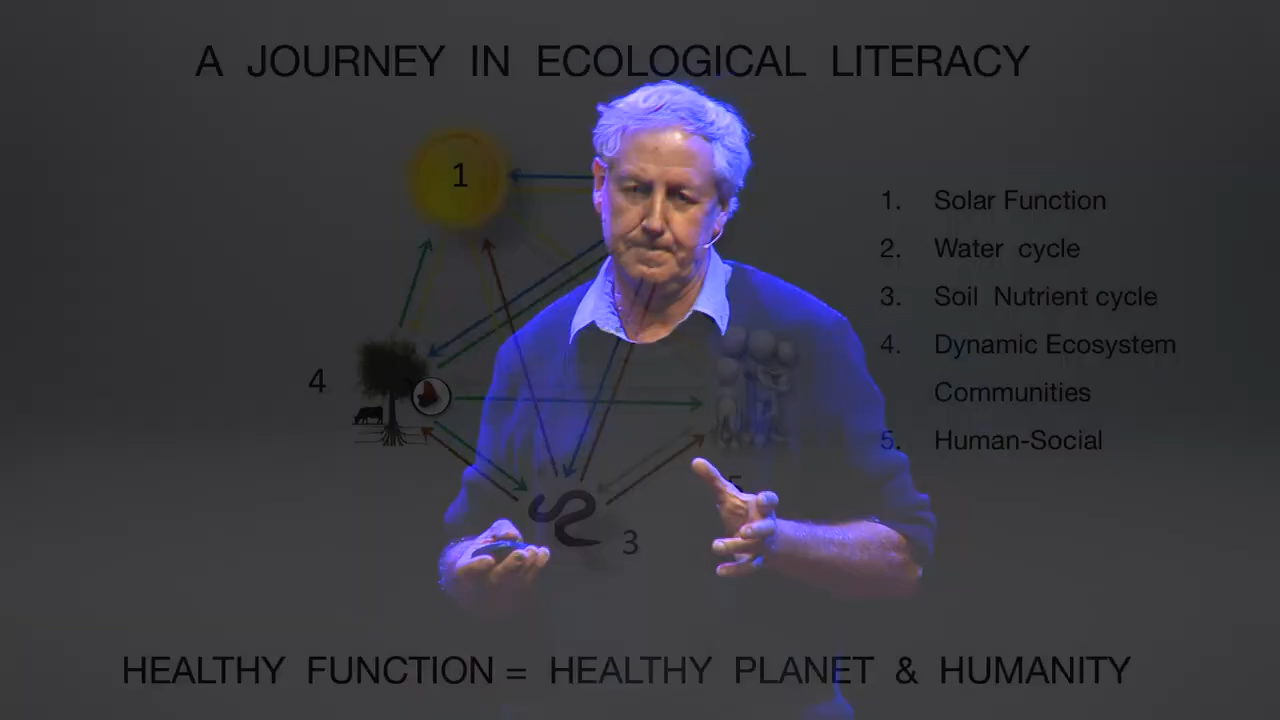 A JOURNEY IN ECOLOGICAL LITERACY
1
1. Solar Function
2. Water cycle
3. Soil Nutrient cycle
4. Dynamic Ecosystem
Communities
5. Human-Social
4
5
3
HEALTHY FUNCTION = HEALTHY PLANET & HUMANITY